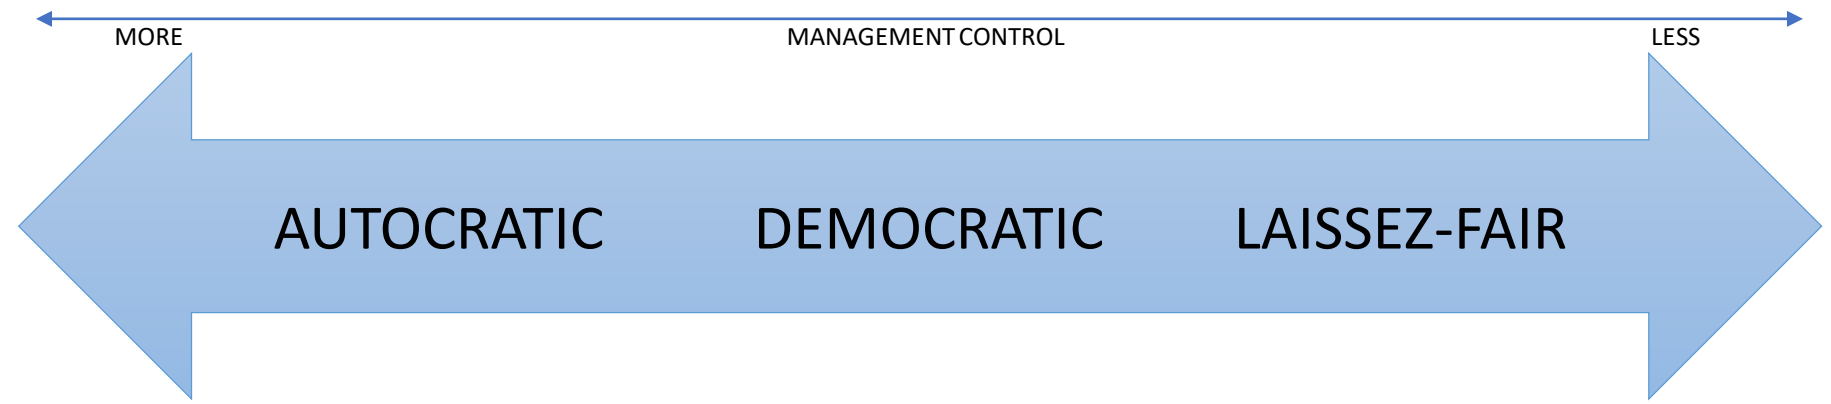 MORE MANAGEMENT CONTROL LESS
AUTOCRATIC DEMOCRATIC LAISSEZ-FAIR